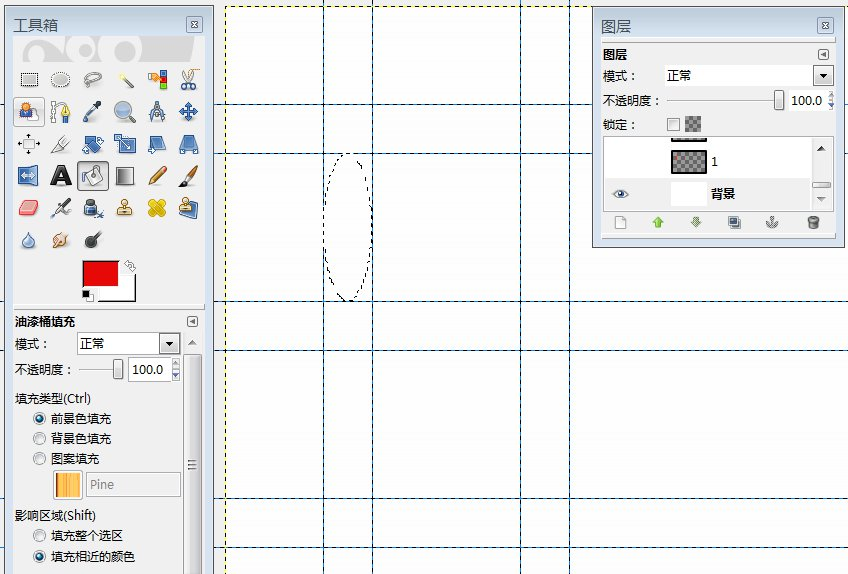 工具箱
油漆桶填充
模式：
正常
不透明度：
100.0
填充类型(Ctrl)
前景色填充
背景色填充
图案填充
Pine
影响区域(Shift)
填充整个选区
填充相近的颜色
图层
图层
模式：
正常
不透明度：
100.0
锁定：
1
背景